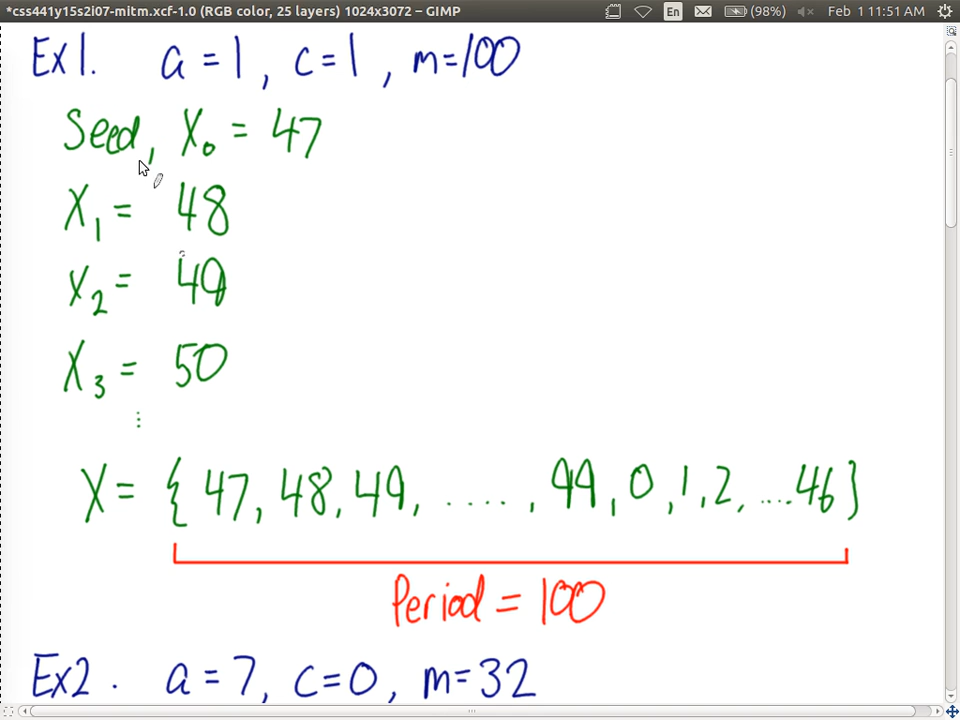 *css441y15s2i07-mitm.xcf-1.0 (RGB color, 25 layers) 1024x3072 – GIMP En (98%) Feb 1 11:51 AM
Ex1. a=1, c=1, m=100
Seed, X₀ = 47
X₁ = 48
X₂ = 49
X₃ = 50
⋮
X = {47, 48, 49, ....., 99, 0, 1, 2, ....46}
Period = 100
Ex2. a=7, c=0, m=32